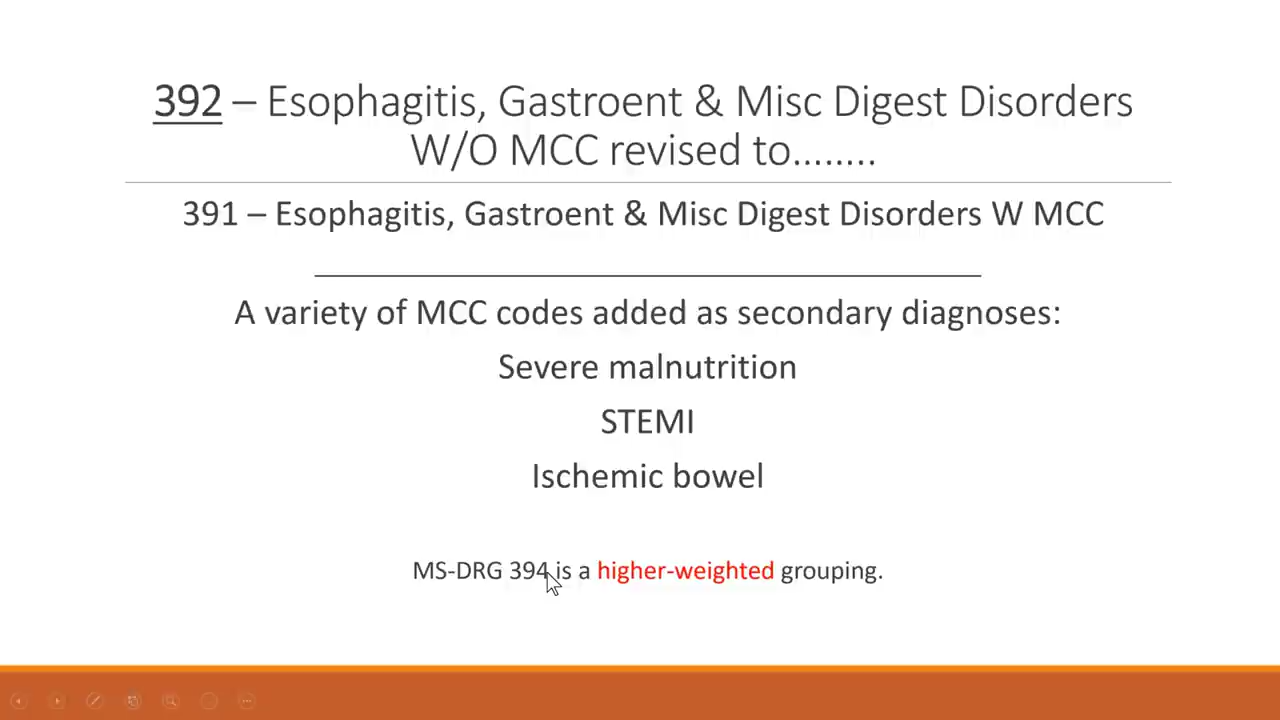 392 – Esophagitis, Gastroent & Misc Digest Disorders
W/O MCC revised to........
391 – Esophagitis, Gastroent & Misc Digest Disorders W MCC
A variety of MCC codes added as secondary diagnoses:
Severe malnutrition
STEMI
Ischemic bowel
MS-DRG 394 is a higher-weighted grouping.